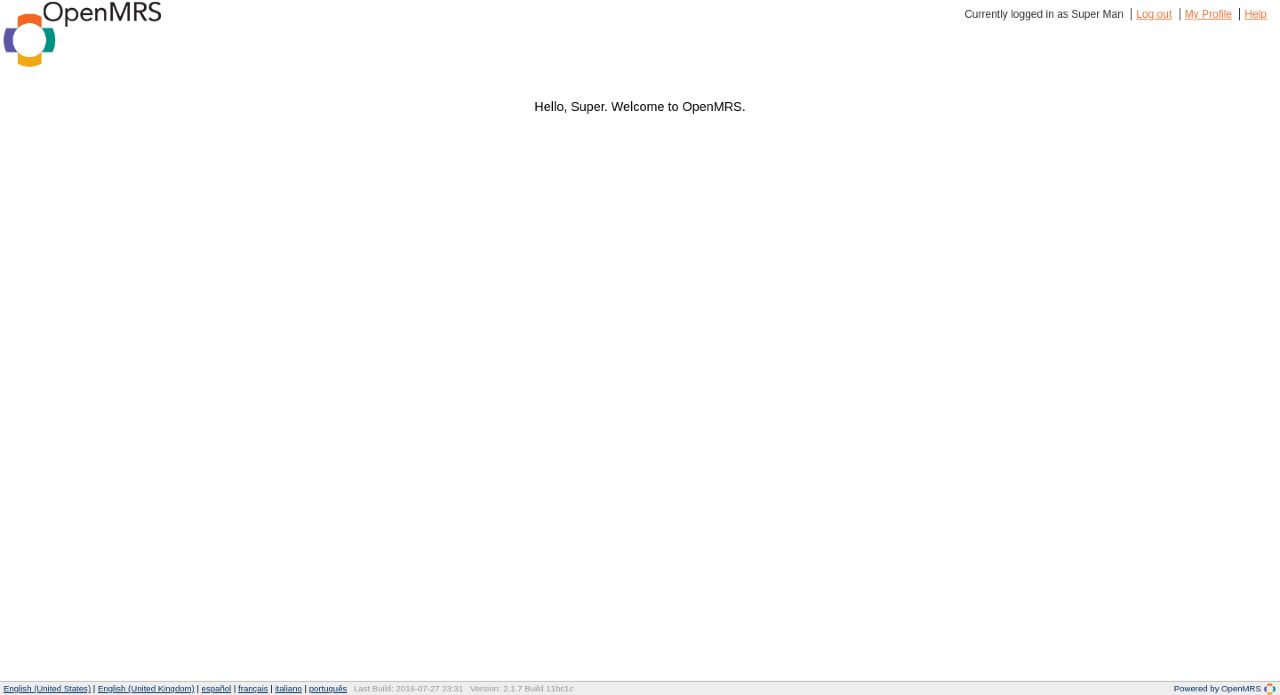 OpenMRS
Currently logged in as Super Man | Log out | My Profile | Help
Hello, Super. Welcome to OpenMRS.
English (United States) | English (United Kingdom) | español | français | italiano | português Last Build: 2016-07-27 23:31 Version: 2.1.7 Build 11bc1c Powered by OpenMRS